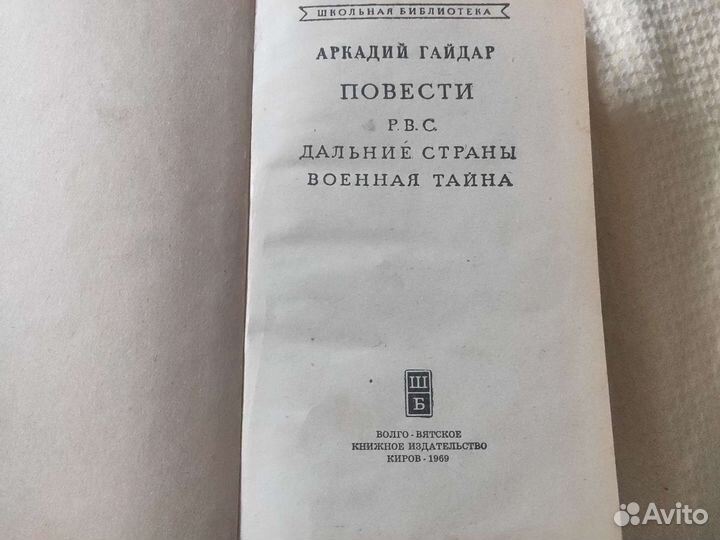 ШКОЛЬНАЯ БИБЛИОТЕКА
АРКАДИЙ ГАЙДАР
ПОВЕСТИ
Р.В.С.
ДАЛЬНИЕ СТРАНЫ
ВОЕННАЯ ТАЙНА
Ш
Б
ВОЛГО-ВЯТСКОЕ
КНИЖНОЕ ИЗДАТЕЛЬСТВО
КИРОВ-1969
Avito